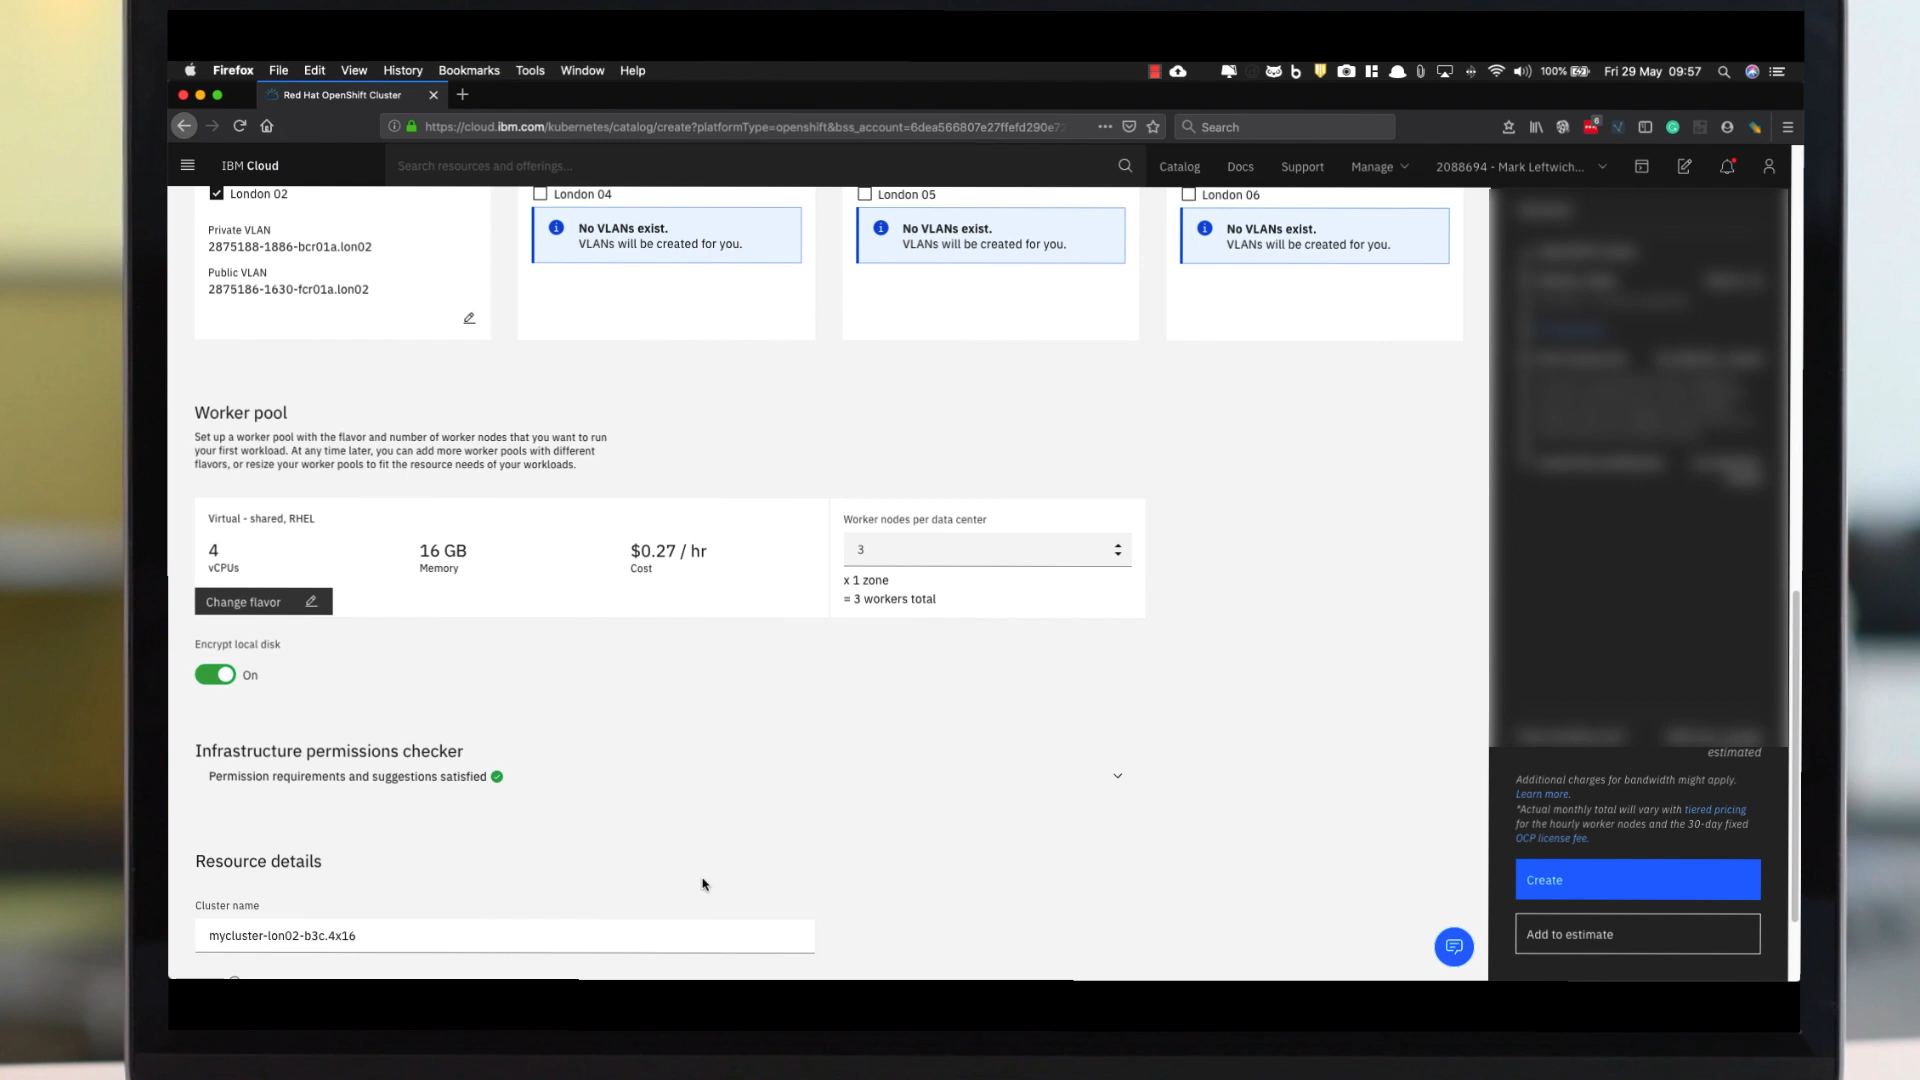 Firefox File Edit View History Bookmarks Tools Window Help
100% Fri 29 May 09:57
Red Hat OpenShift Cluster
https://cloud.ibm.com/kubernetes/catalog/create?platformType=openshift&bss_account=6dea566807e27ffefd290e72
Search
6
IBM Cloud
Search resources and offerings...
Catalog Docs Support Manage 2088694 - Mark Leftwich...
London 02
London 04
London 05
London 06
Private VLAN
2875188-1886-bcr01a.lon02
Public VLAN
2875186-1630-fcr01a.lon02
No VLANs exist.
VLANs will be created for you.
No VLANs exist.
VLANs will be created for you.
No VLANs exist.
VLANs will be created for you.
Worker pool
Set up a worker pool with the flavor and number of worker nodes that you want to run
your first workload. At any time later, you can add more worker pools with different
flavors, or resize your worker pools to fit the resource needs of your workloads.
Virtual - shared, RHEL
4
vCPUs
16 GB
Memory
$0.27 / hr
Cost
Change flavor
Worker nodes per data center
3
x 1 zone
= 3 workers total
Encrypt local disk
On
Infrastructure permissions checker
Permission requirements and suggestions satisfied
Resource details
Cluster name
mycluster-lon02-b3c.4x16
estimated
Additional charges for bandwidth might apply.
Learn more.
*Actual monthly total will vary with tiered pricing
for the hourly worker nodes and the 30-day fixed
OCP license fee.
Create
Add to estimate